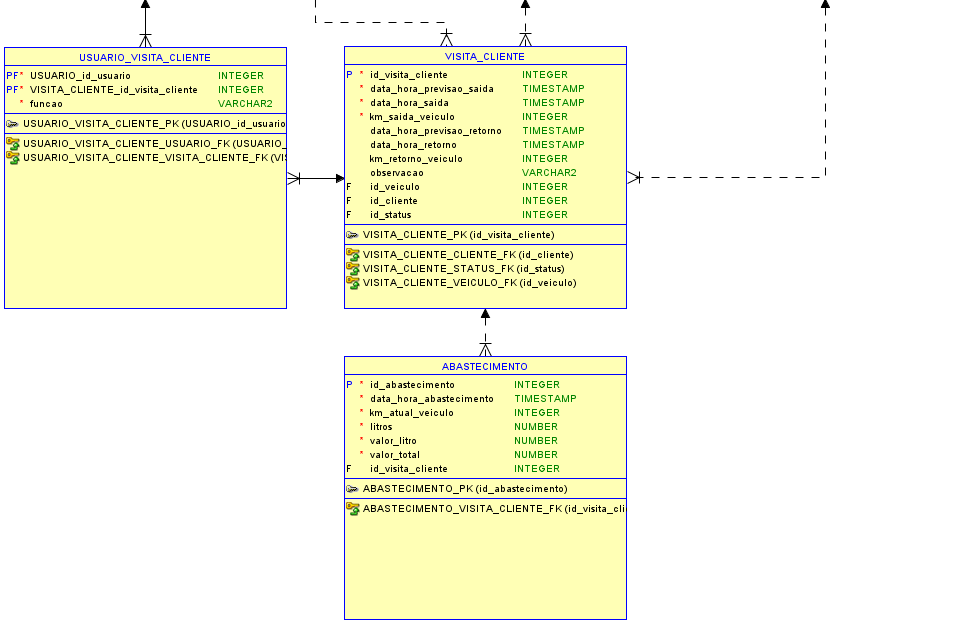 USUARIO_VISITA_CLIENTE
PF* USUARIO_id_usuario INTEGER
PF* VISITA_CLIENTE_id_visita_cliente INTEGER
* funcao VARCHAR2
USUARIO_VISITA_CLIENTE_PK (USUARIO_id_usuario
USUARIO_VISITA_CLIENTE_USUARIO_FK (USUARIO_
USUARIO_VISITA_CLIENTE_VISITA_CLIENTE_FK (VIS
VISITA_CLIENTE
P * id_visita_cliente INTEGER
* data_hora_previsao_saida TIMESTAMP
* data_hora_saida TIMESTAMP
* km_saida_veiculo INTEGER
data_hora_previsao_retorno TIMESTAMP
data_hora_retorno TIMESTAMP
km_retorno_veiculo INTEGER
observacao VARCHAR2
F id_veiculo INTEGER
F id_cliente INTEGER
F id_status INTEGER
VISITA_CLIENTE_PK (id_visita_cliente)
VISITA_CLIENTE_CLIENTE_FK (id_cliente)
VISITA_CLIENTE_STATUS_FK (id_status)
VISITA_CLIENTE_VEICULO_FK (id_veiculo)
ABASTECIMENTO
P * id_abastecimento INTEGER
* data_hora_abastecimento TIMESTAMP
* km_atual_veiculo INTEGER
* litros NUMBER
* valor_litro NUMBER
* valor_total NUMBER
F id_visita_cliente INTEGER
ABASTECIMENTO_PK (id_abastecimento)
ABASTECIMENTO_VISITA_CLIENTE_FK (id_visita_cli